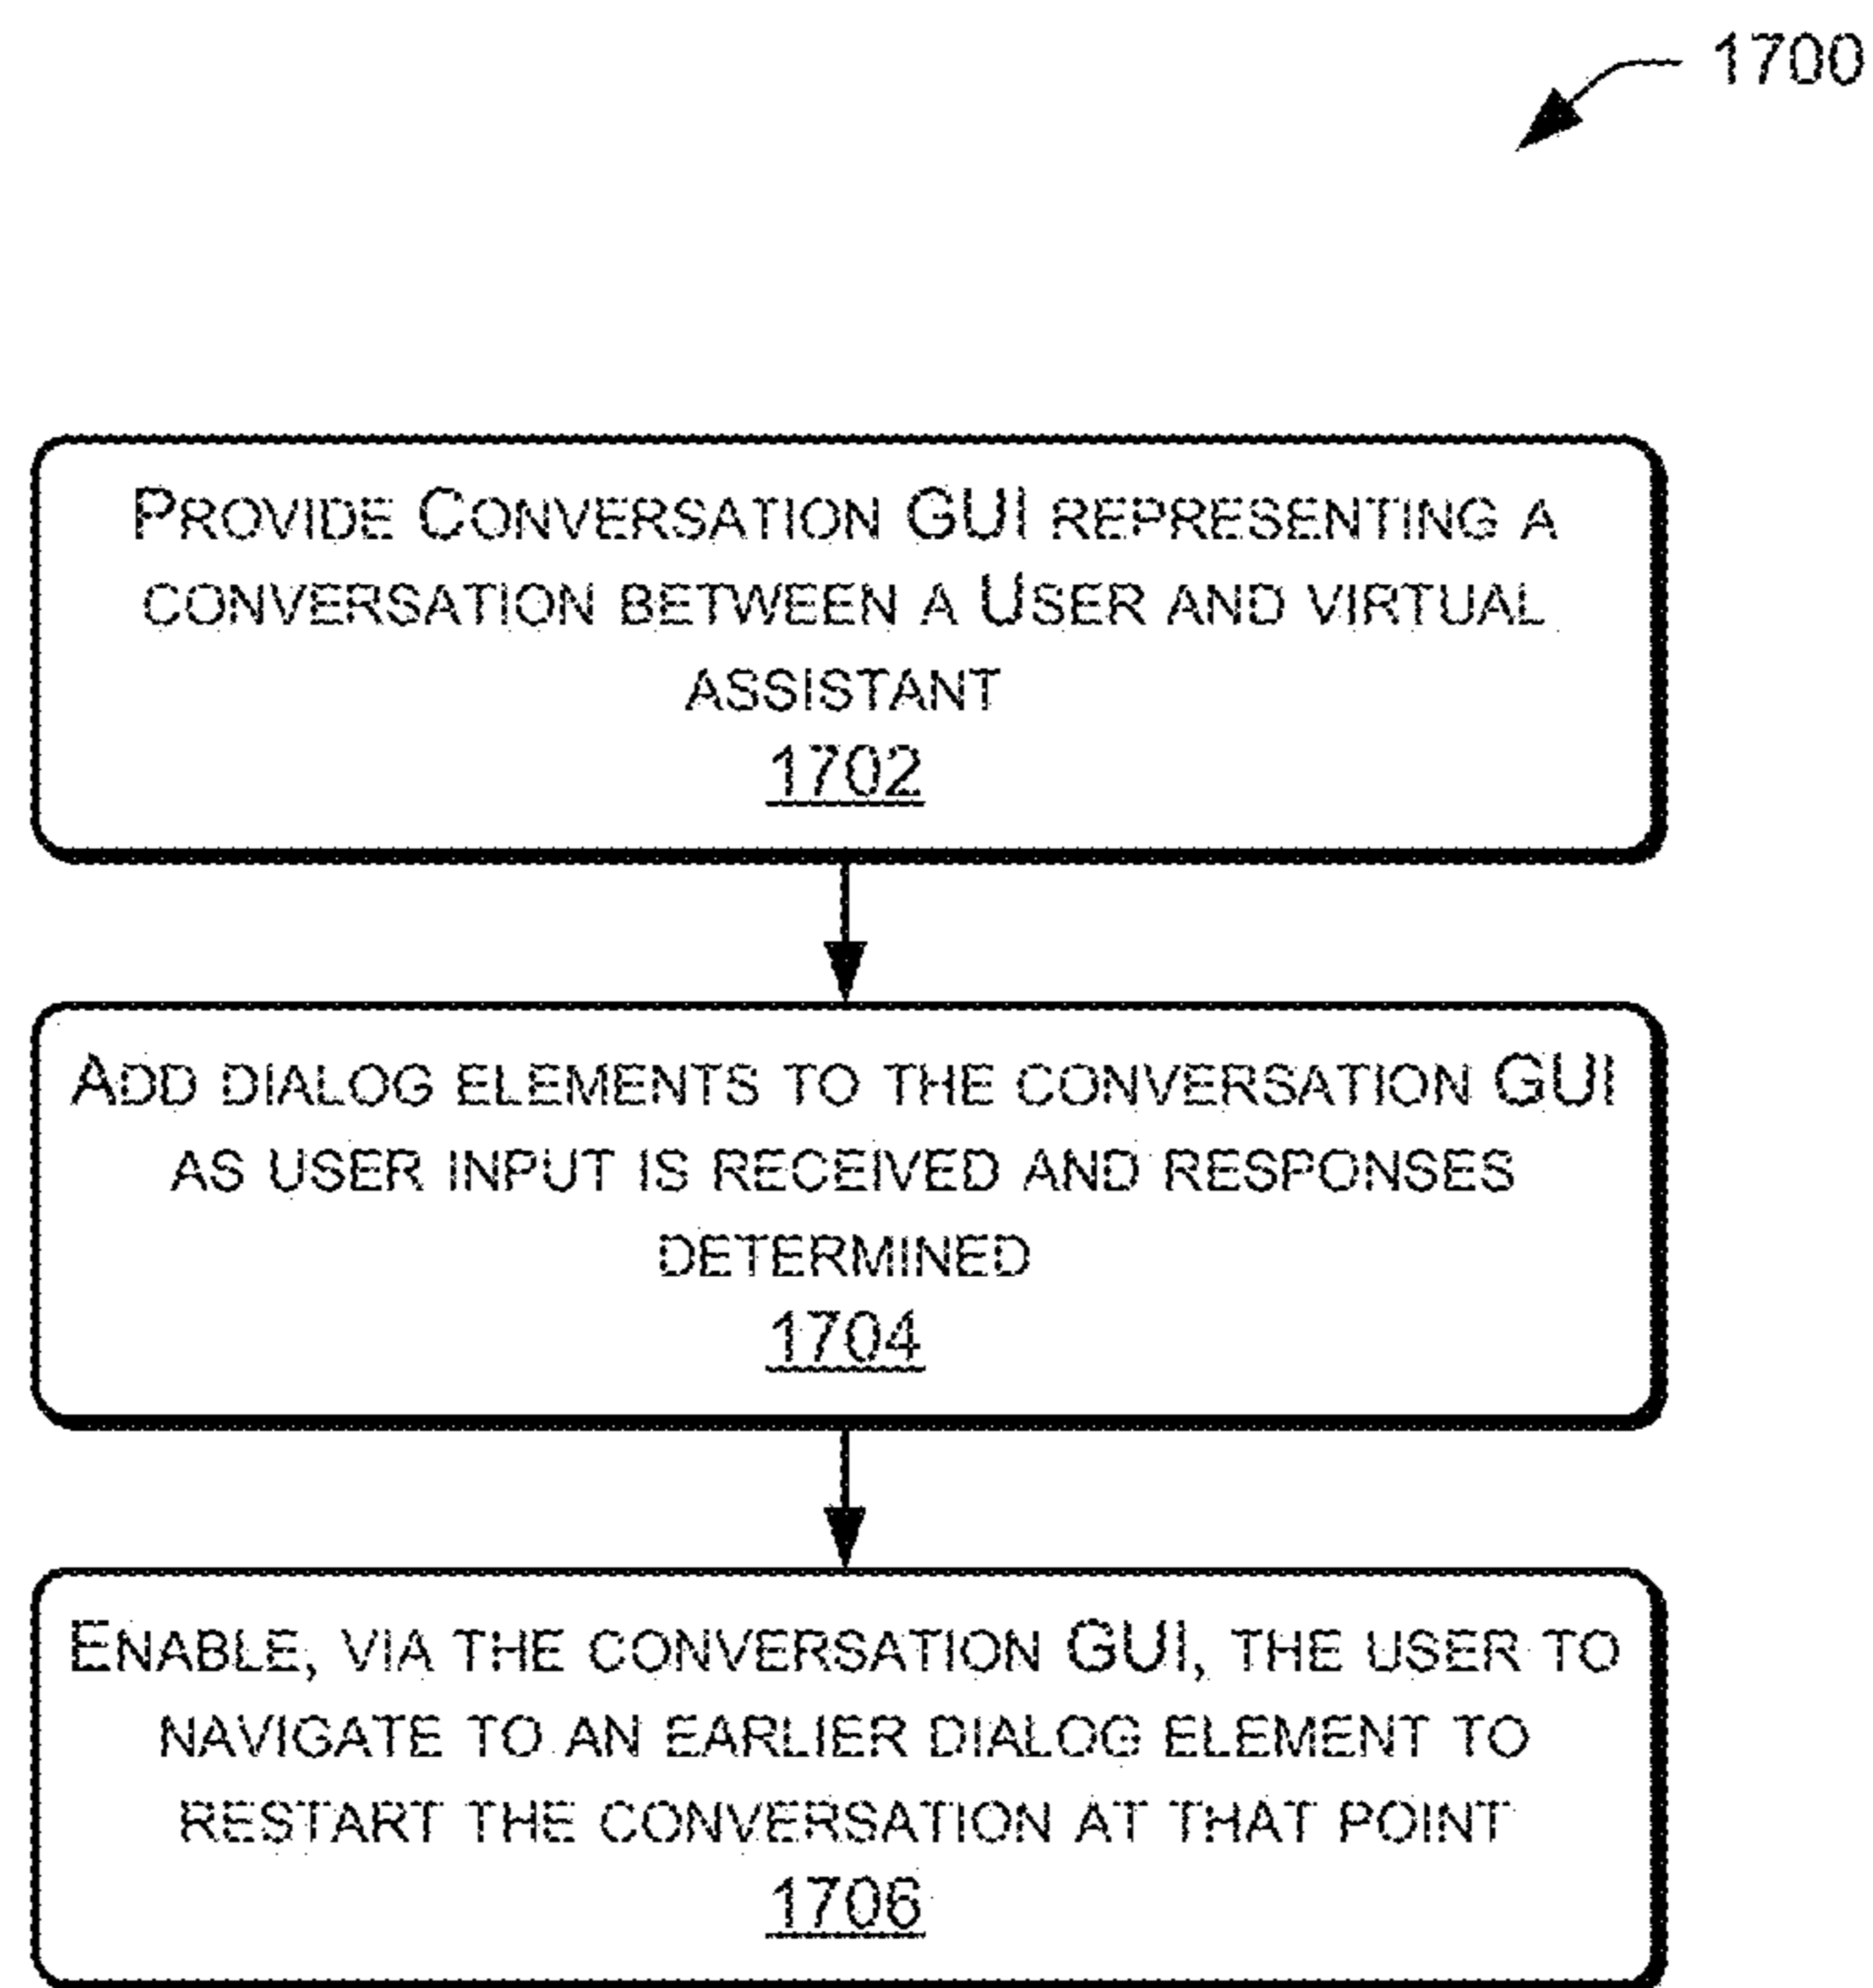 1700
PROVIDE CONVERSATION GUI REPRESENTING A
CONVERSATION BETWEEN A USER AND VIRTUAL
ASSISTANT
1702
ADD DIALOG ELEMENTS TO THE CONVERSATION GUI
AS USER INPUT IS RECEIVED AND RESPONSES
DETERMINED
1704
ENABLE, VIA THE CONVERSATION GUI, THE USER TO
NAVIGATE TO AN EARLIER DIALOG ELEMENT TO
RESTART THE CONVERSATION AT THAT POINT
1706